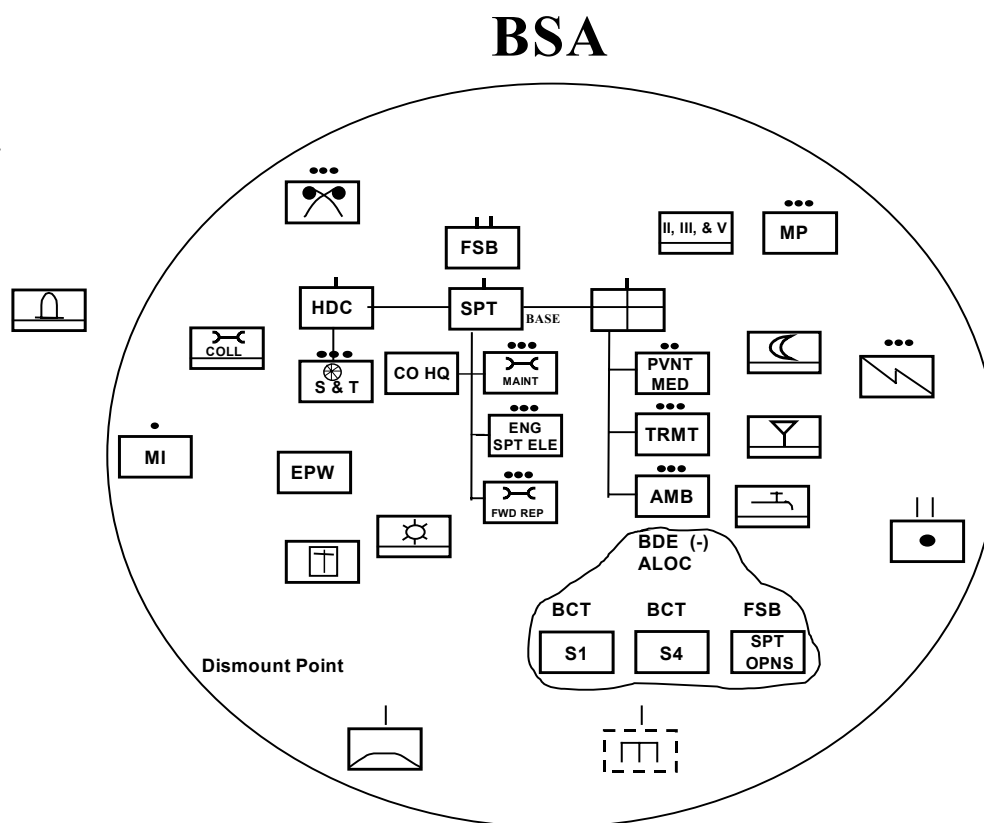 BSA
FSB
II, III, & V
MP
HDC
SPT
BASE
COLL
S & T
CO HQ
MAINT
PVNT
MED
ENG
SPT ELE
TRMT
MI
EPW
FWD REP
AMB
BDE (-)
ALOC
BCT
BCT
FSB
S1
S4
SPT
OPNS
Dismount Point